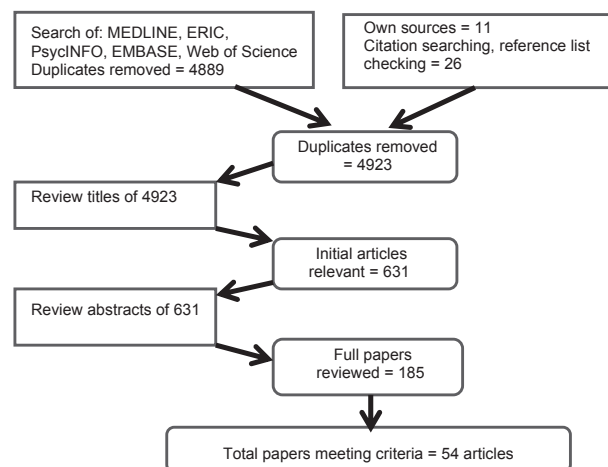 Search of: MEDLINE, ERIC,
PsycINFO, EMBASE, Web of Science
Duplicates removed = 4889
Own sources = 11
Citation searching, reference list
checking = 26
Duplicates removed
= 4923
Review titles of 4923
Initial articles
relevant = 631
Review abstracts of 631
Full papers
reviewed = 185
Total papers meeting criteria = 54 articles